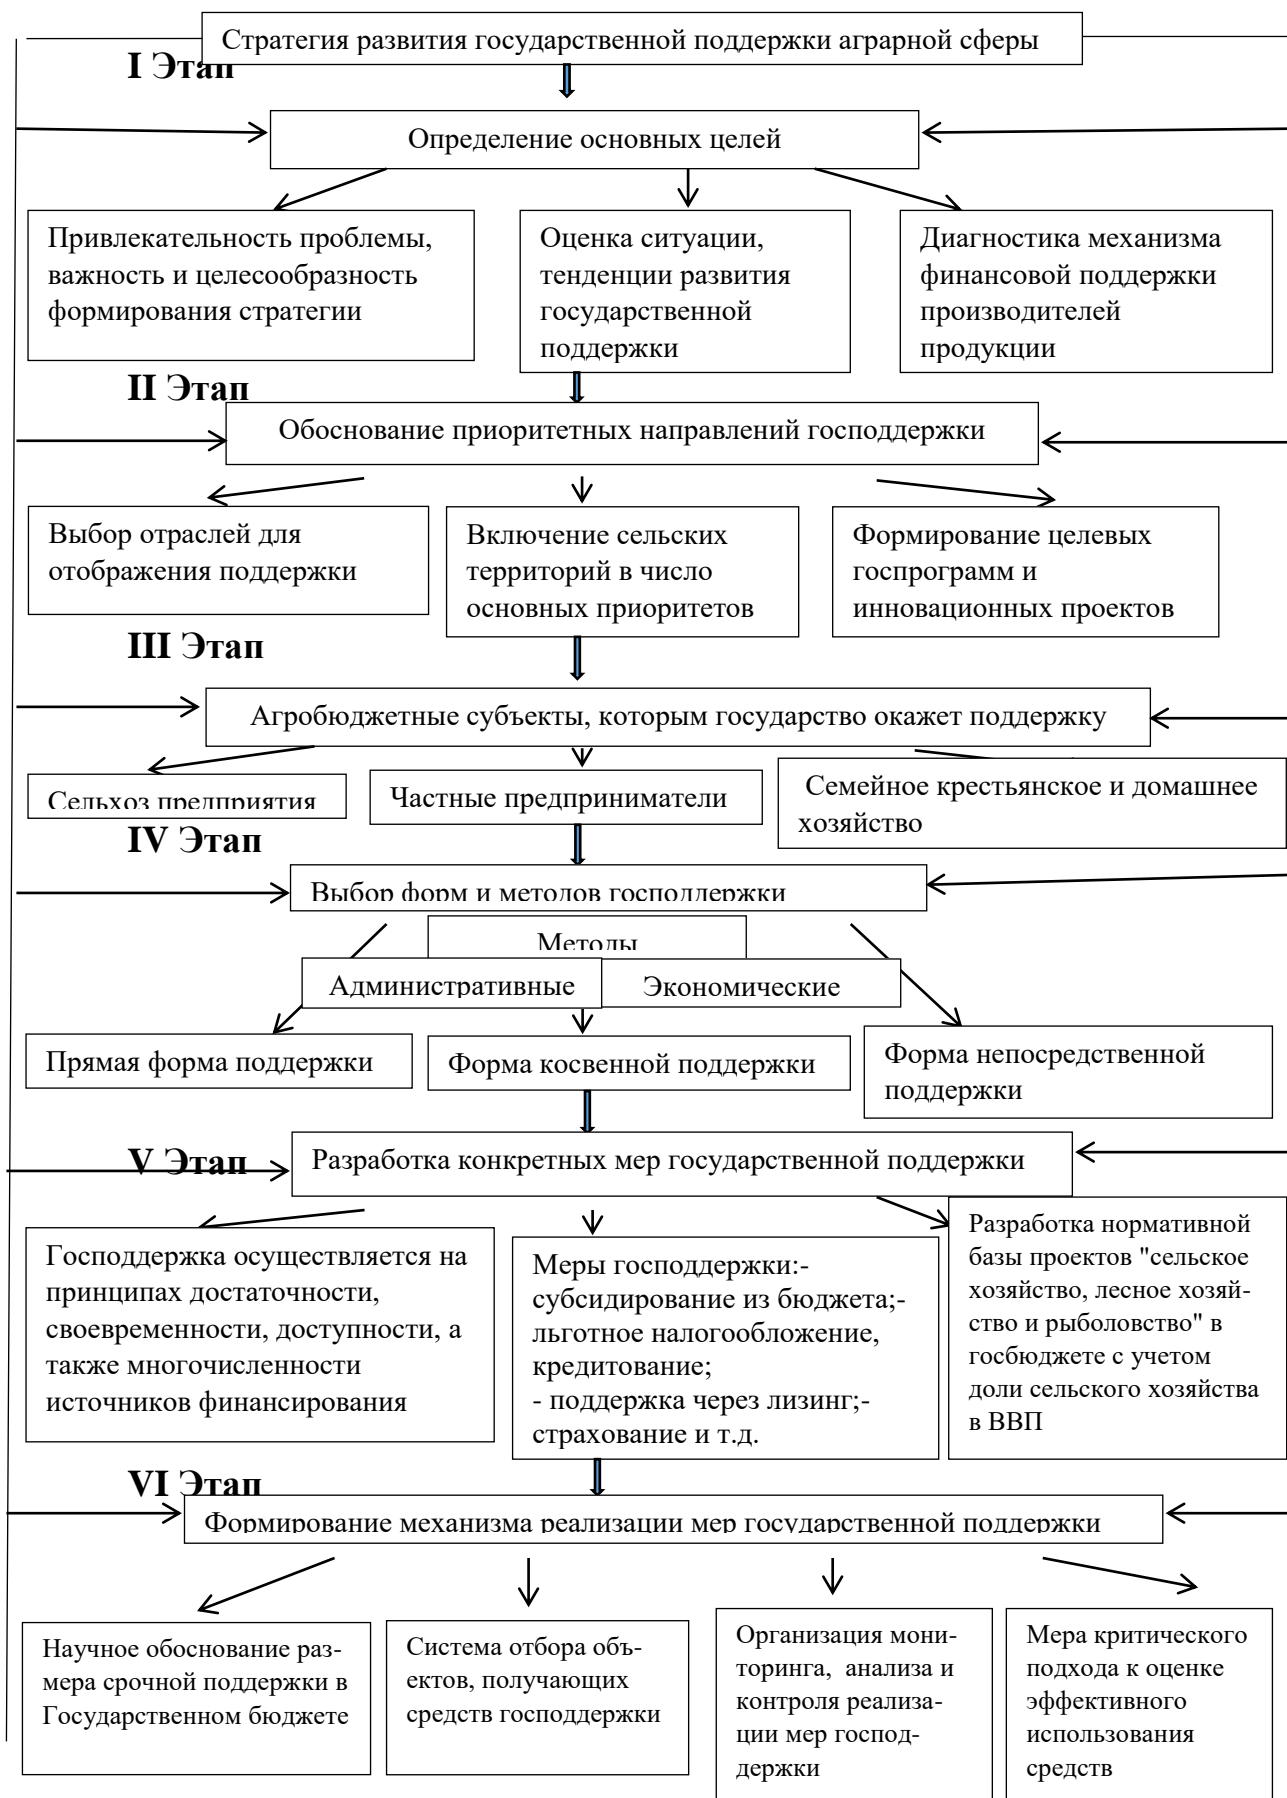 Стратегия развития государственной поддержки аграрной сферы
I Этап
Определение основных целей
Привлекательность проблемы,
важность и целесообразность
формирования стратегии
Оценка ситуации,
тенденции развития
государственной
поддержки
Диагностика механизма
финансовой поддержки
производителей
продукции
II Этап
Обоснование приоритетных направлений господдержки
Выбор отраслей для
отображения поддержки
Включение сельских
территорий в число
основных приоритетов
Формирование целевых
госпрограмм и
инновационных проектов
III Этап
Агробюджетные субъекты, которым государство окажет поддержку
Сельхоз предприятия
Частные предприниматели
Семейное крестьянское и домашнее
хозяйство
IV Этап
Выбор форм и методов господдержки
Методы
Административные
Экономические
Прямая форма поддержки
Форма косвенной поддержки
Форма непосредственной
поддержки
V Этап
Разработка конкретных мер государственной поддержки
Господдержка осуществляется на
принципах достаточности,
своевременности, доступности, а
также многочисленности
источников финансирования
Меры господдержки:-
субсидирование из бюджета;-
льготное налогообложение,
кредитование;
- поддержка через лизинг;-
страхование и т.д.
Разработка нормативной
базы проектов "сельское
хозяйство, лесное хозяй-
ство и рыболовство" в
госбюджете с учетом
доли сельского хозяйства
в ВВП
VI Этап
Формирование механизма реализации мер государственной поддержки
Научное обоснование раз-
мера срочной поддержки в
Государственном бюджете
Система отбора объ-
ектов, получающих
средств господдержки
Организация мони-
торинга,  анализа и
контроля реализа-
ции мер господ-
держки
Мера критического
подхода к оценке
эффективного
использования
средств